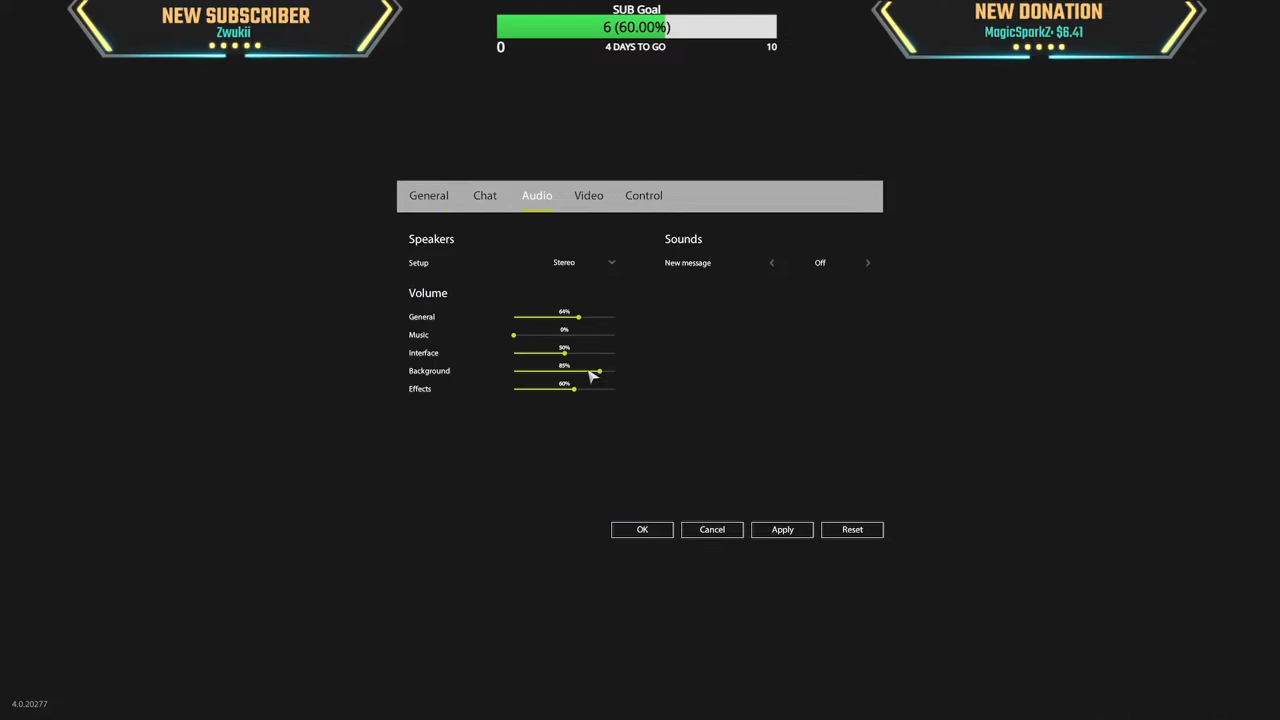 NEW SUBSCRIBER
Zwukii
SUB Goal
6 (60.00%)
0
4 DAYS TO GO
10
NEW DONATION
MagicSparkZ• $6.41
General
Chat
Audio
Video
Control
Speakers
Setup
Stereo
Volume
General
64%
Music
0%
Interface
50%
Background
85%
Effects
60%
Sounds
New message
Off
OK
Cancel
Apply
Reset
4.0.20277